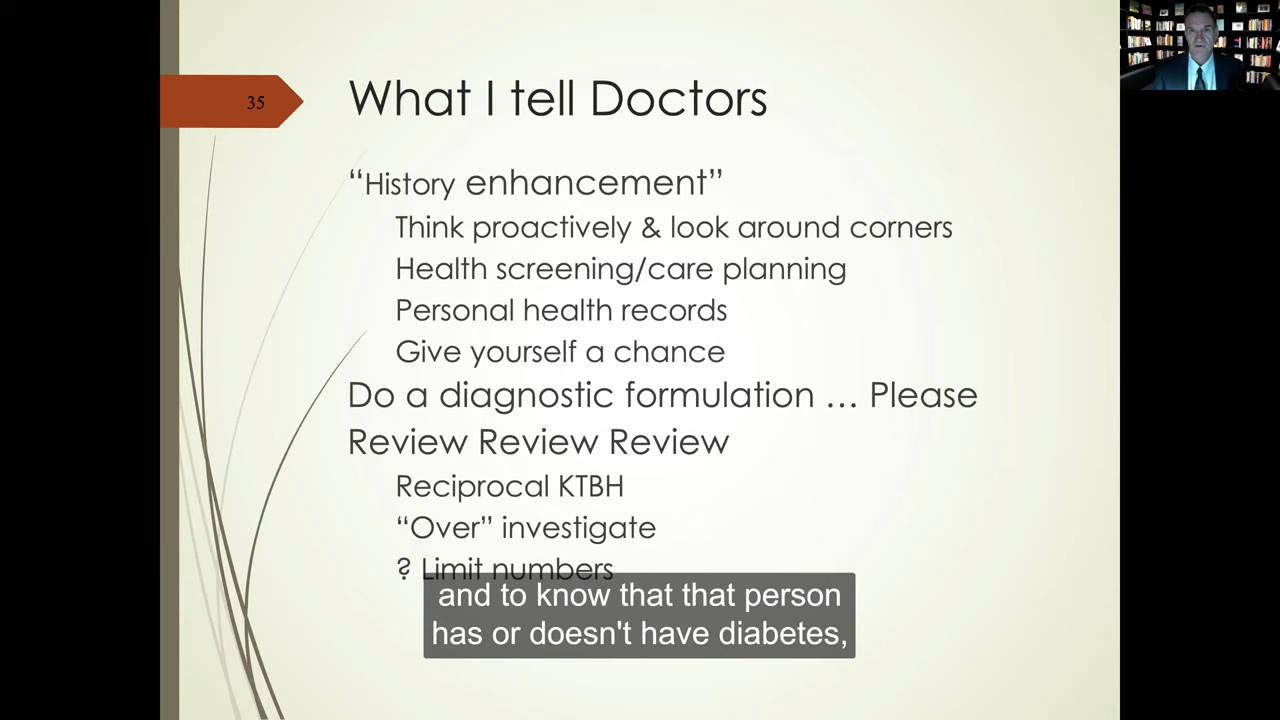 35
What I tell Doctors
“History enhancement”
Think proactively & look around corners
Health screening/care planning
Personal health records
Give yourself a chance
Do a diagnostic formulation … Please
Review Review Review
Reciprocal KTBH
“Over” investigate
? Limit numbers
and to know that that person
has or doesn't have diabetes,